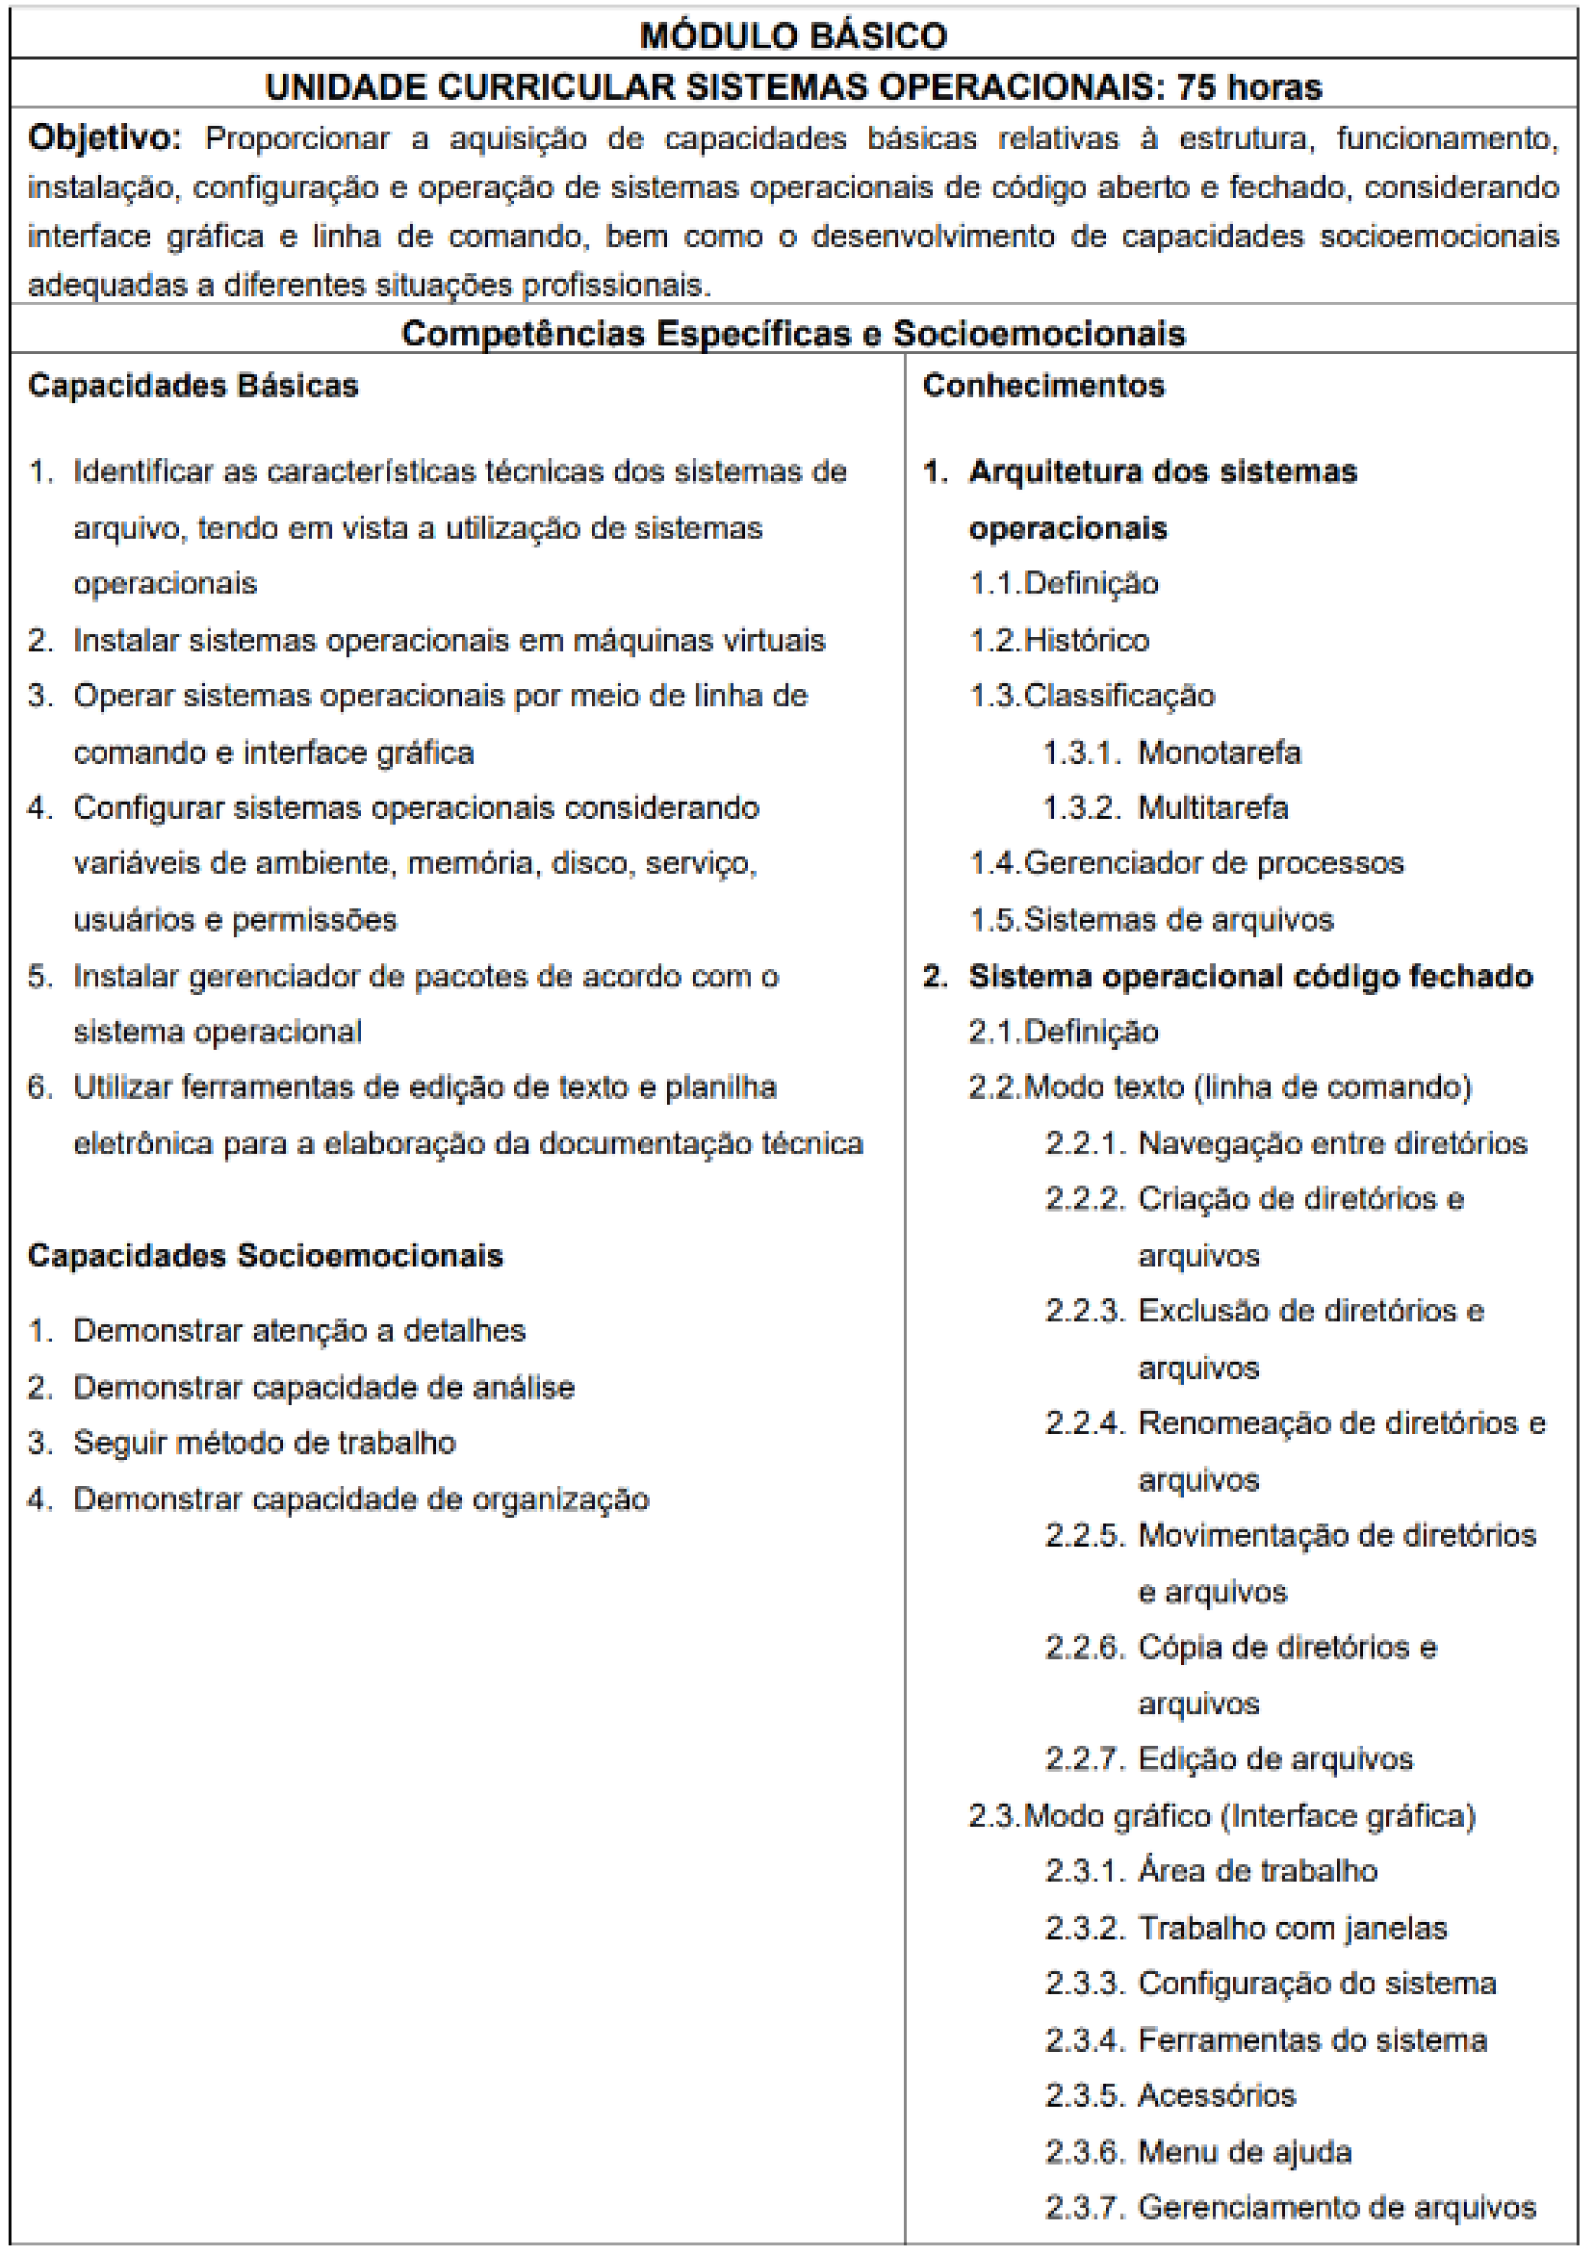 MÓDULO BÁSICO
UNIDADE CURRICULAR SISTEMAS OPERACIONAIS: 75 horas
Objetivo: Proporcionar a aquisição de capacidades básicas relativas à estrutura, funcionamento,
instalação, configuração e operação de sistemas operacionais de código aberto e fechado, considerando
interface gráfica e linha de comando, bem como o desenvolvimento de capacidades socioemocionais
adequadas a diferentes situações profissionais.
Competências Específicas e Socioemocionais
Capacidades Básicas
1. Identificar as características técnicas dos sistemas de
arquivo, tendo em vista a utilização de sistemas
operacionais
2. Instalar sistemas operacionais em máquinas virtuais
3. Operar sistemas operacionais por meio de linha de
comando e interface gráfica
4. Configurar sistemas operacionais considerando
variáveis de ambiente, memória, disco, serviço,
usuários e permissões
5. Instalar gerenciador de pacotes de acordo com o
sistema operacional
6. Utilizar ferramentas de edição de texto e planilha
eletrônica para a elaboração da documentação técnica
Capacidades Socioemocionais
1. Demonstrar atenção a detalhes
2. Demonstrar capacidade de análise
3. Seguir método de trabalho
4. Demonstrar capacidade de organização
Conhecimentos
1. Arquitetura dos sistemas
operacionais
1.1.Definição
1.2.Histórico
1.3.Classificação
1.3.1. Monotarefa
1.3.2. Multitarefa
1.4.Gerenciador de processos
1.5.Sistemas de arquivos
2. Sistema operacional código fechado
2.1.Definição
2.2.Modo texto (linha de comando)
2.2.1. Navegação entre diretórios
2.2.2. Criação de diretórios e
arquivos
2.2.3. Exclusão de diretórios e
arquivos
2.2.4. Renomeação de diretórios e
arquivos
2.2.5. Movimentação de diretórios
e arquivos
2.2.6. Cópia de diretórios e
arquivos
2.2.7. Edição de arquivos
2.3.Modo gráfico (Interface gráfica)
2.3.1. Área de trabalho
2.3.2. Trabalho com janelas
2.3.3. Configuração do sistema
2.3.4. Ferramentas do sistema
2.3.5. Acessórios
2.3.6. Menu de ajuda
2.3.7. Gerenciamento de arquivos